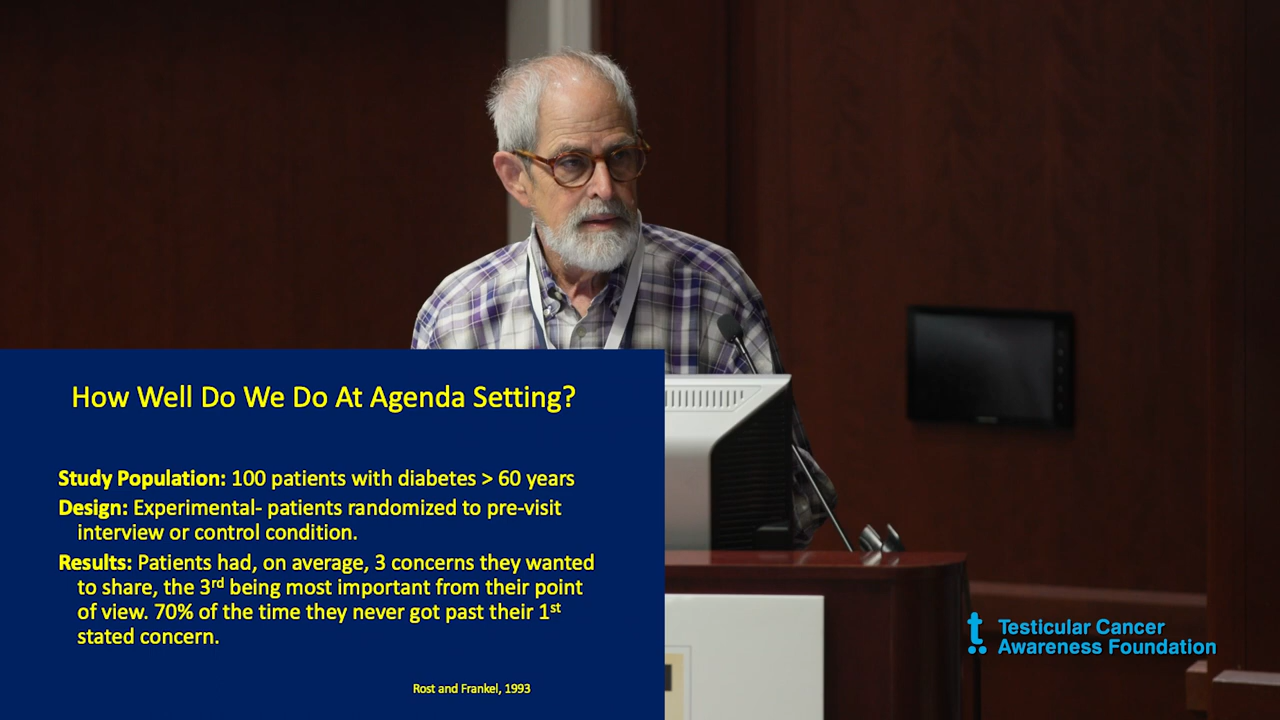 How Well Do We Do At Agenda Setting?
Study Population: 100 patients with diabetes > 60 years
Design: Experimental- patients randomized to pre-visit
interview or control condition.
Results: Patients had, on average, 3 concerns they wanted
to share, the 3rd being most important from their point
of view. 70% of the time they never got past their 1st
stated concern.
Rost and Frankel, 1993
Testicular Cancer
Awareness Foundation